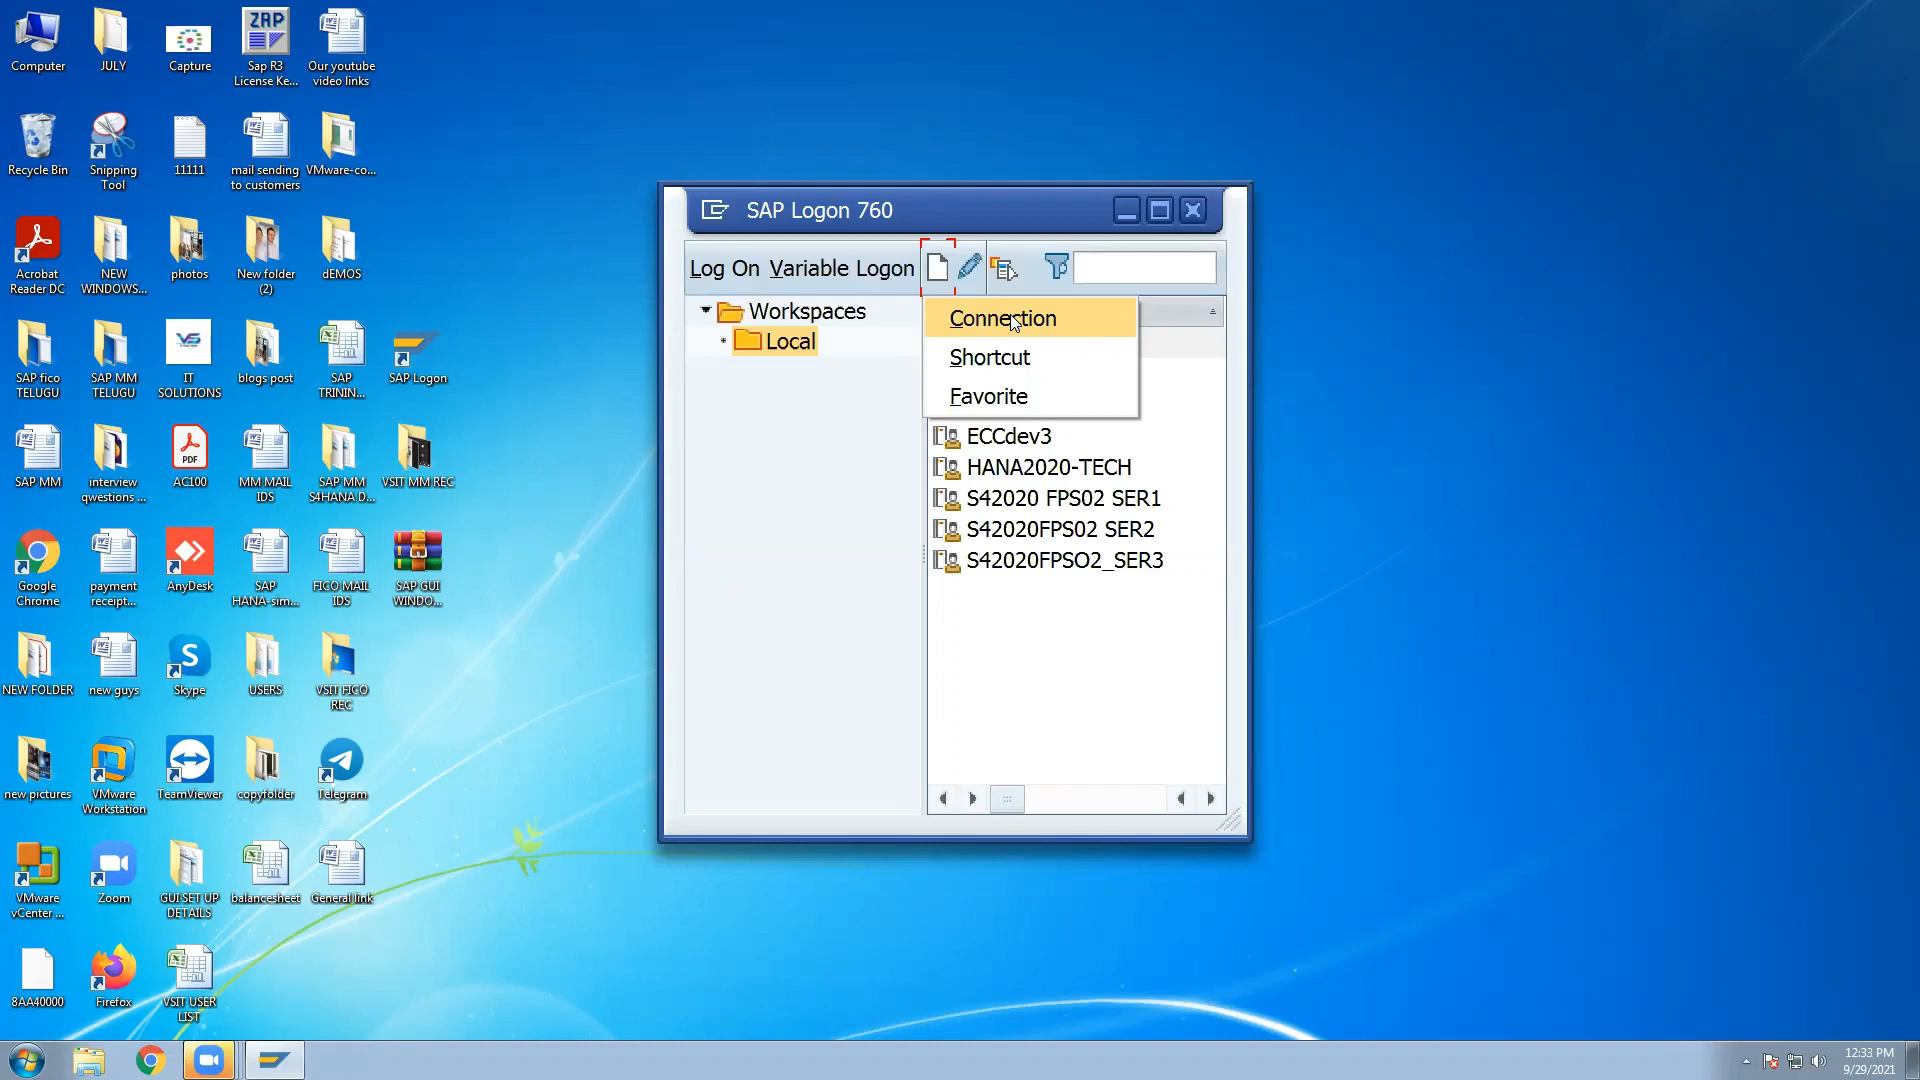 Computer
JULY
Capture
ZAP
Sap R3
License Ke...
Our youtube
video links
Recycle Bin
Snipping
Tool
11111
mail sending
to customers
VMware-co...
Acrobat
Reader DC
NEW
WINDOWS...
photos
New folder
(2)
dEMOS
SAP fico
TELUGU
SAP MM
TELUGU
VS
IT
SOLUTIONS
blogs post
SAP
TRININ...
SAP Logon
SAP MM
interview
qwestions ...
PDF
AC100
MM MAIL
IDS
SAP MM
S4HANA D...
VSIT MM REC
Google
Chrome
payment
receipt...
AnyDesk
SAP
HANA-sim...
FICO MAIL
IDS
SAP GUI
WINDO...
NEW FOLDER
new guys
Skype
USERS
VSIT FICO
REC
new pictures
VMware
Workstation
TeamViewer
copyfolder
Telegram
VMware
vCenter ...
Zoom
GUI SET UP
DETAILS
balancesheet
General link
8AA40000
Firefox
VSIT USER
LIST
SAP Logon 760
Log On Variable Logon
Workspaces
Local
Connection
Shortcut
Favorite
ECCdev3
HANA2020-TECH
S42020 FPS02 SER1
S42020FPS02 SER2
S42020FPSO2_SER3
12:33 PM
9/29/2021